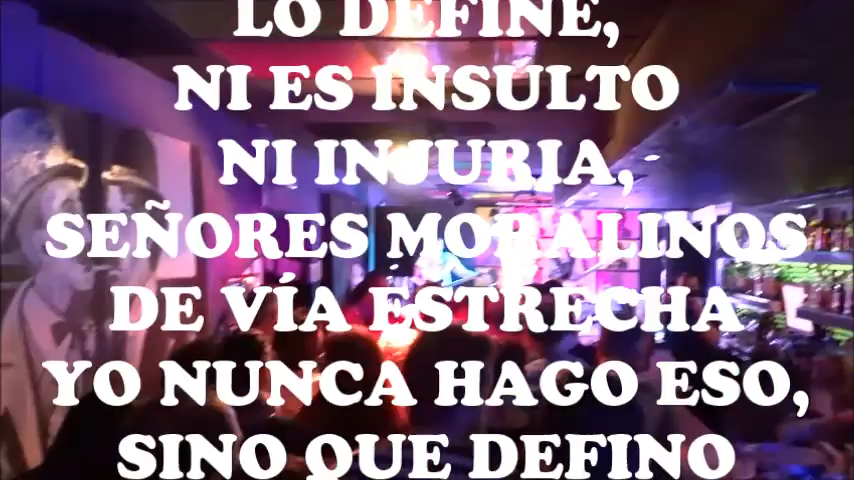 LO DEFINE,
NI ES INSULTO
NI INJURIA,
SEÑORES MORALINOS
DE VÍA ESTRECHA
YO NUNCA HAGO ESO,
SINO QUE DEFINO